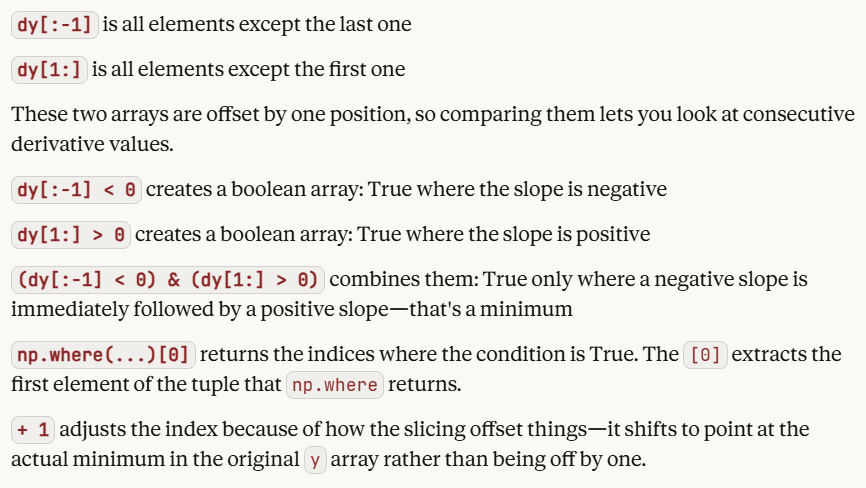 dy[:-1] is all elements except the last one
dy[1:] is all elements except the first one
These two arrays are offset by one position, so comparing them lets you look at consecutive
derivative values.
dy[:-1] < 0 creates a boolean array: True where the slope is negative
dy[1:] > 0 creates a boolean array: True where the slope is positive
(dy[:-1] < 0) & (dy[1:] > 0) combines them: True only where a negative slope is
immediately followed by a positive slope—that's a minimum
np.where(...)[0] returns the indices where the condition is True. The [0] extracts the
first element of the tuple that np.where returns.
+ 1 adjusts the index because of how the slicing offset things—it shifts to point at the
actual minimum in the original y array rather than being off by one.